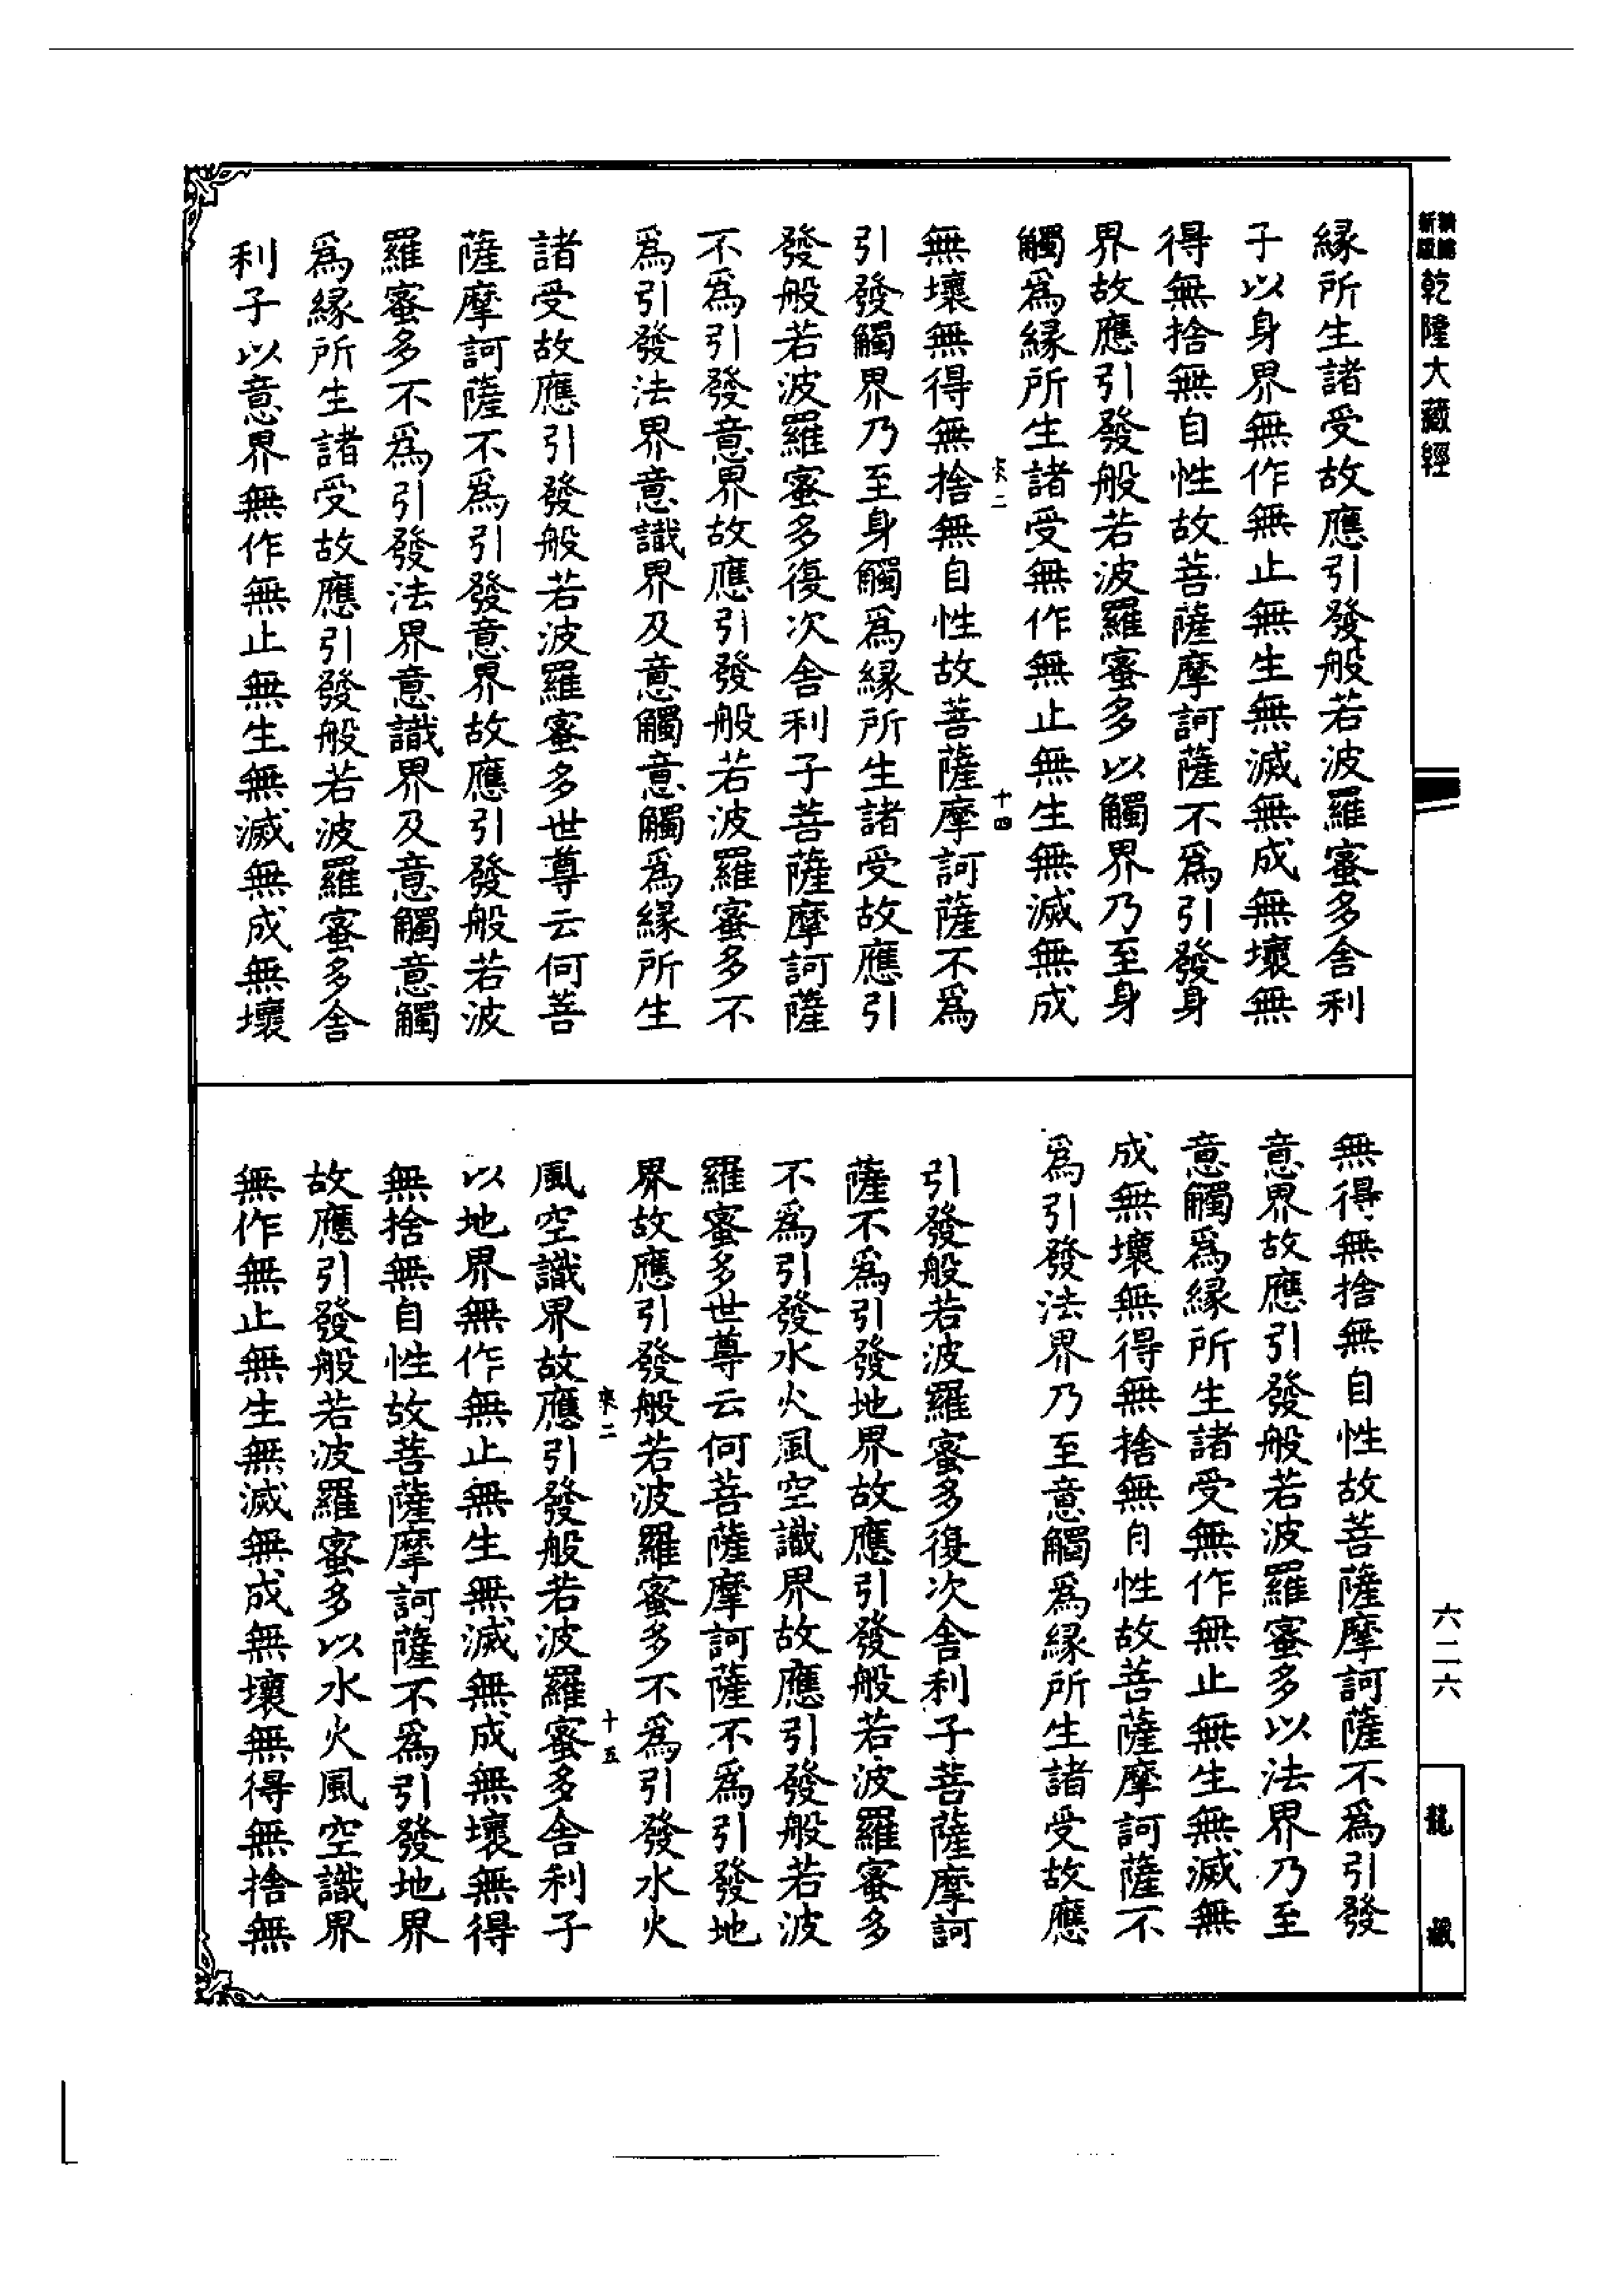 乾隆大藏經
縁所生諸受故應引發般若波羅蜜多舍利
子以身界無作無止無生無滅無成無壞無
得無捨無自性故菩薩摩訶薩不爲引發身
界故應引發般若波羅蜜多以觸界乃至身
觸爲縁所生諸受無作無止無生無滅無成
無壞無得無捨無自性故菩薩摩訶薩不爲
引發觸界乃至身觸爲縁所生諸受故應引
發般若波羅蜜多復次舍利子菩薩摩訶薩
不爲引發意界故應引發般若波羅蜜多不
爲引發法界意識界及意觸意觸爲縁所生
諸受故應引發般若波羅蜜多世尊云何菩
薩摩訶薩不爲引發意界故應引發般若波
羅蜜多不爲引發法界意識界及意觸意觸
爲縁所生諸受故應引發般若波羅蜜多舍
利子以意界無作無止無生無滅無成無壞
十四
無得無捨無自性故菩薩摩訶薩不爲引發
意界故應引發般若波羅蜜多以法界乃至
意觸爲縁所生諸受無作無止無生無滅無
成無壞無得無捨無自性故菩薩摩訶薩不
爲引發法界乃至意觸爲縁所生諸受故應
引發般若波羅蜜多復次舍利子菩薩摩訶
薩不爲引發地界故應引發般若波羅蜜多
不爲引發水火風空識界故應引發般若波
羅蜜多世尊云何菩薩摩訶薩不爲引發地
界故應引發般若波羅蜜多不爲引發水火
風空識界故應引發般若波羅蜜多舍利子
以地界無作無止無生無滅無成無壞無得
無捨無自性故菩薩摩訶薩不爲引發地界
故應引發般若波羅蜜多以水火風空識界
無作無止無生無滅無成無壞無得無捨無
十五
六二六
龍藏